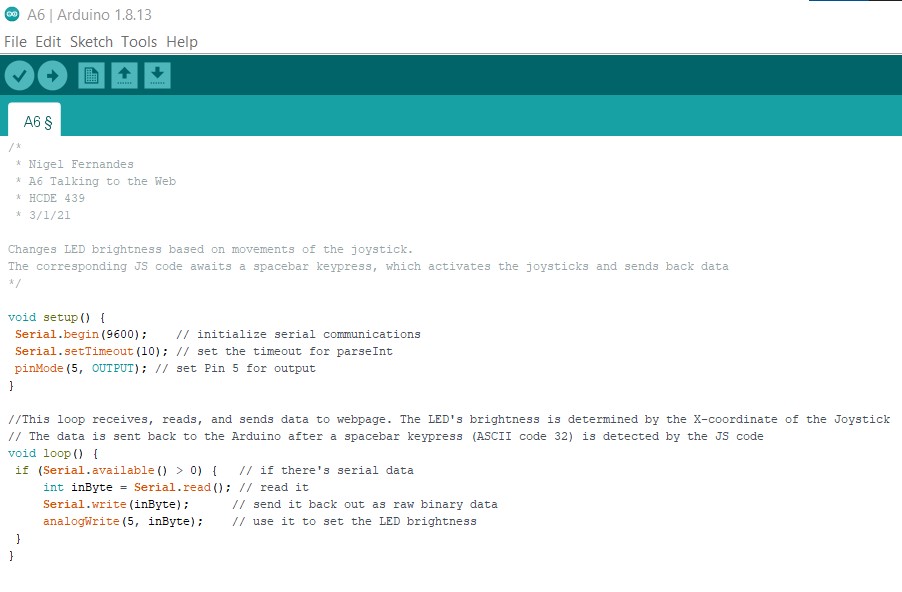 A6 | Arduino 1.8.13
File Edit Sketch Tools Help
A6 §
/*
 * Nigel Fernandes
 * A6 Talking to the Web
 * HCDE 439
 * 3/1/21

Changes LED brightness based on movements of the joystick.
The corresponding JS code awaits a spacebar keypress, which activates the joysticks and sends back data
*/

void setup() {
 Serial.begin(9600);    // initialize serial communications
 Serial.setTimeout(10); // set the timeout for parseInt
 pinMode(5, OUTPUT); // set Pin 5 for output
}

//This loop receives, reads, and sends data to webpage. The LED's brightness is determined by the X-coordinate of the Joystick
// The data is sent back to the Arduino after a spacebar keypress (ASCII code 32) is detected by the JS code
void loop() {
 if (Serial.available() > 0) {   // if there's serial data
     int inByte = Serial.read(); // read it
     Serial.write(inByte);      // send it back out as raw binary data
     analogWrite(5, inByte);    // use it to set the LED brightness
 }
}